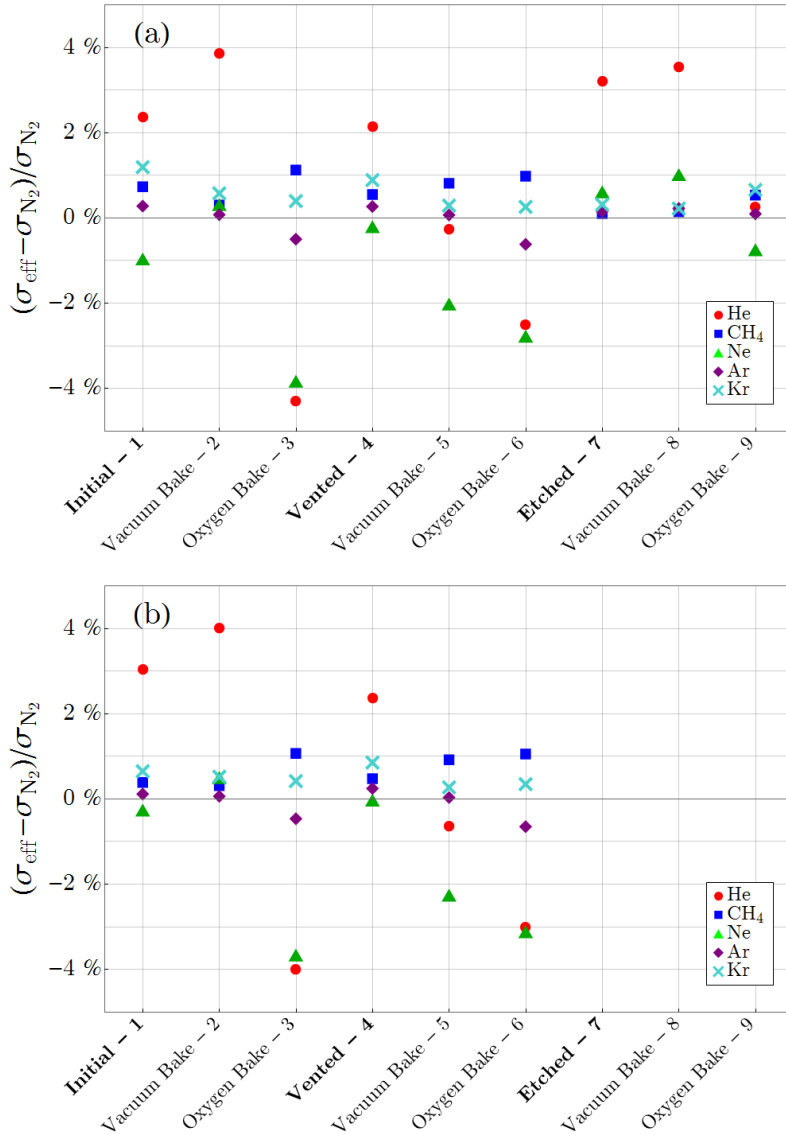 (a)
4 %
2 %
0 %
−2 %
−4 %
(σeff−σN2)/σN2
He
CH4
Ne
Ar
Kr
Initial – 1
Vacuum Bake – 2
Oxygen Bake – 3
Vented – 4
Vacuum Bake – 5
Oxygen Bake – 6
Etched – 7
Vacuum Bake – 8
Oxygen Bake – 9
(b)
4 %
2 %
0 %
−2 %
−4 %
(σeff−σN2)/σN2
He
CH4
Ne
Ar
Kr
Initial – 1
Vacuum Bake – 2
Oxygen Bake – 3
Vented – 4
Vacuum Bake – 5
Oxygen Bake – 6
Etched – 7
Vacuum Bake – 8
Oxygen Bake – 9